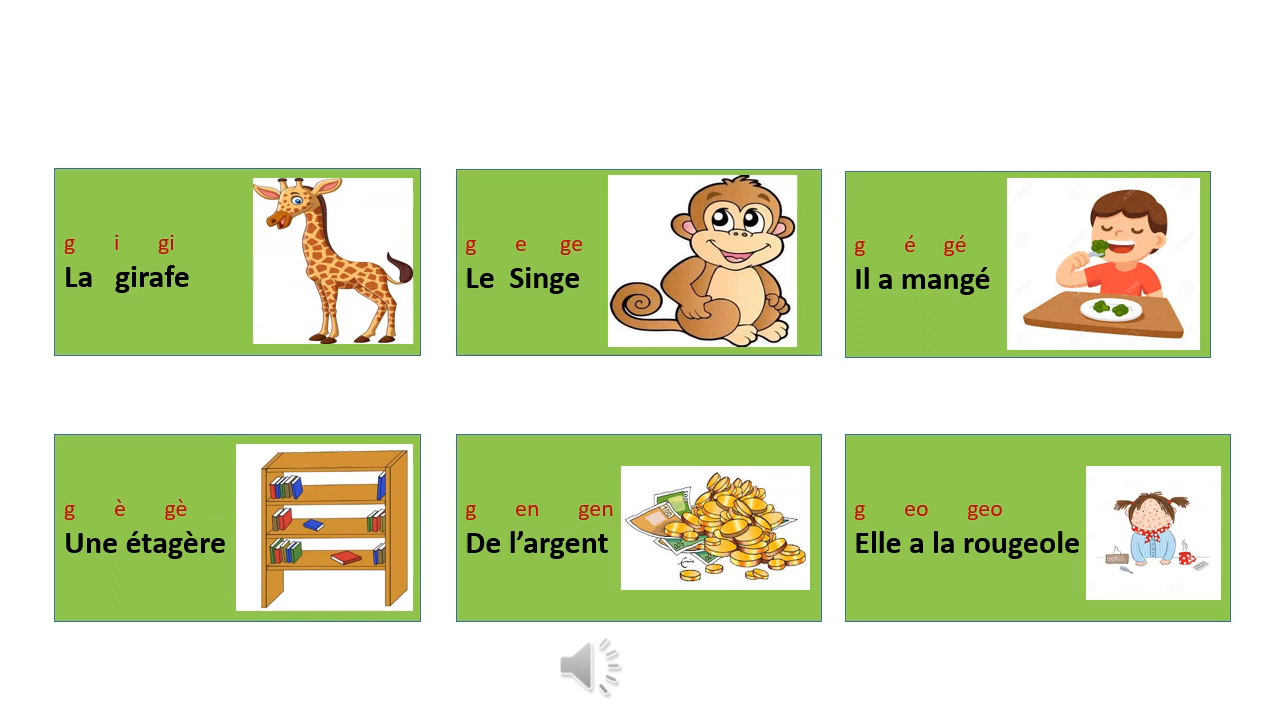 g i gi
La girafe
g e ge
Le Singe
g é gé
Il a mangé
g è gè
Une étagère
g en gen
De l’argent
g eo geo
Elle a la rougeole